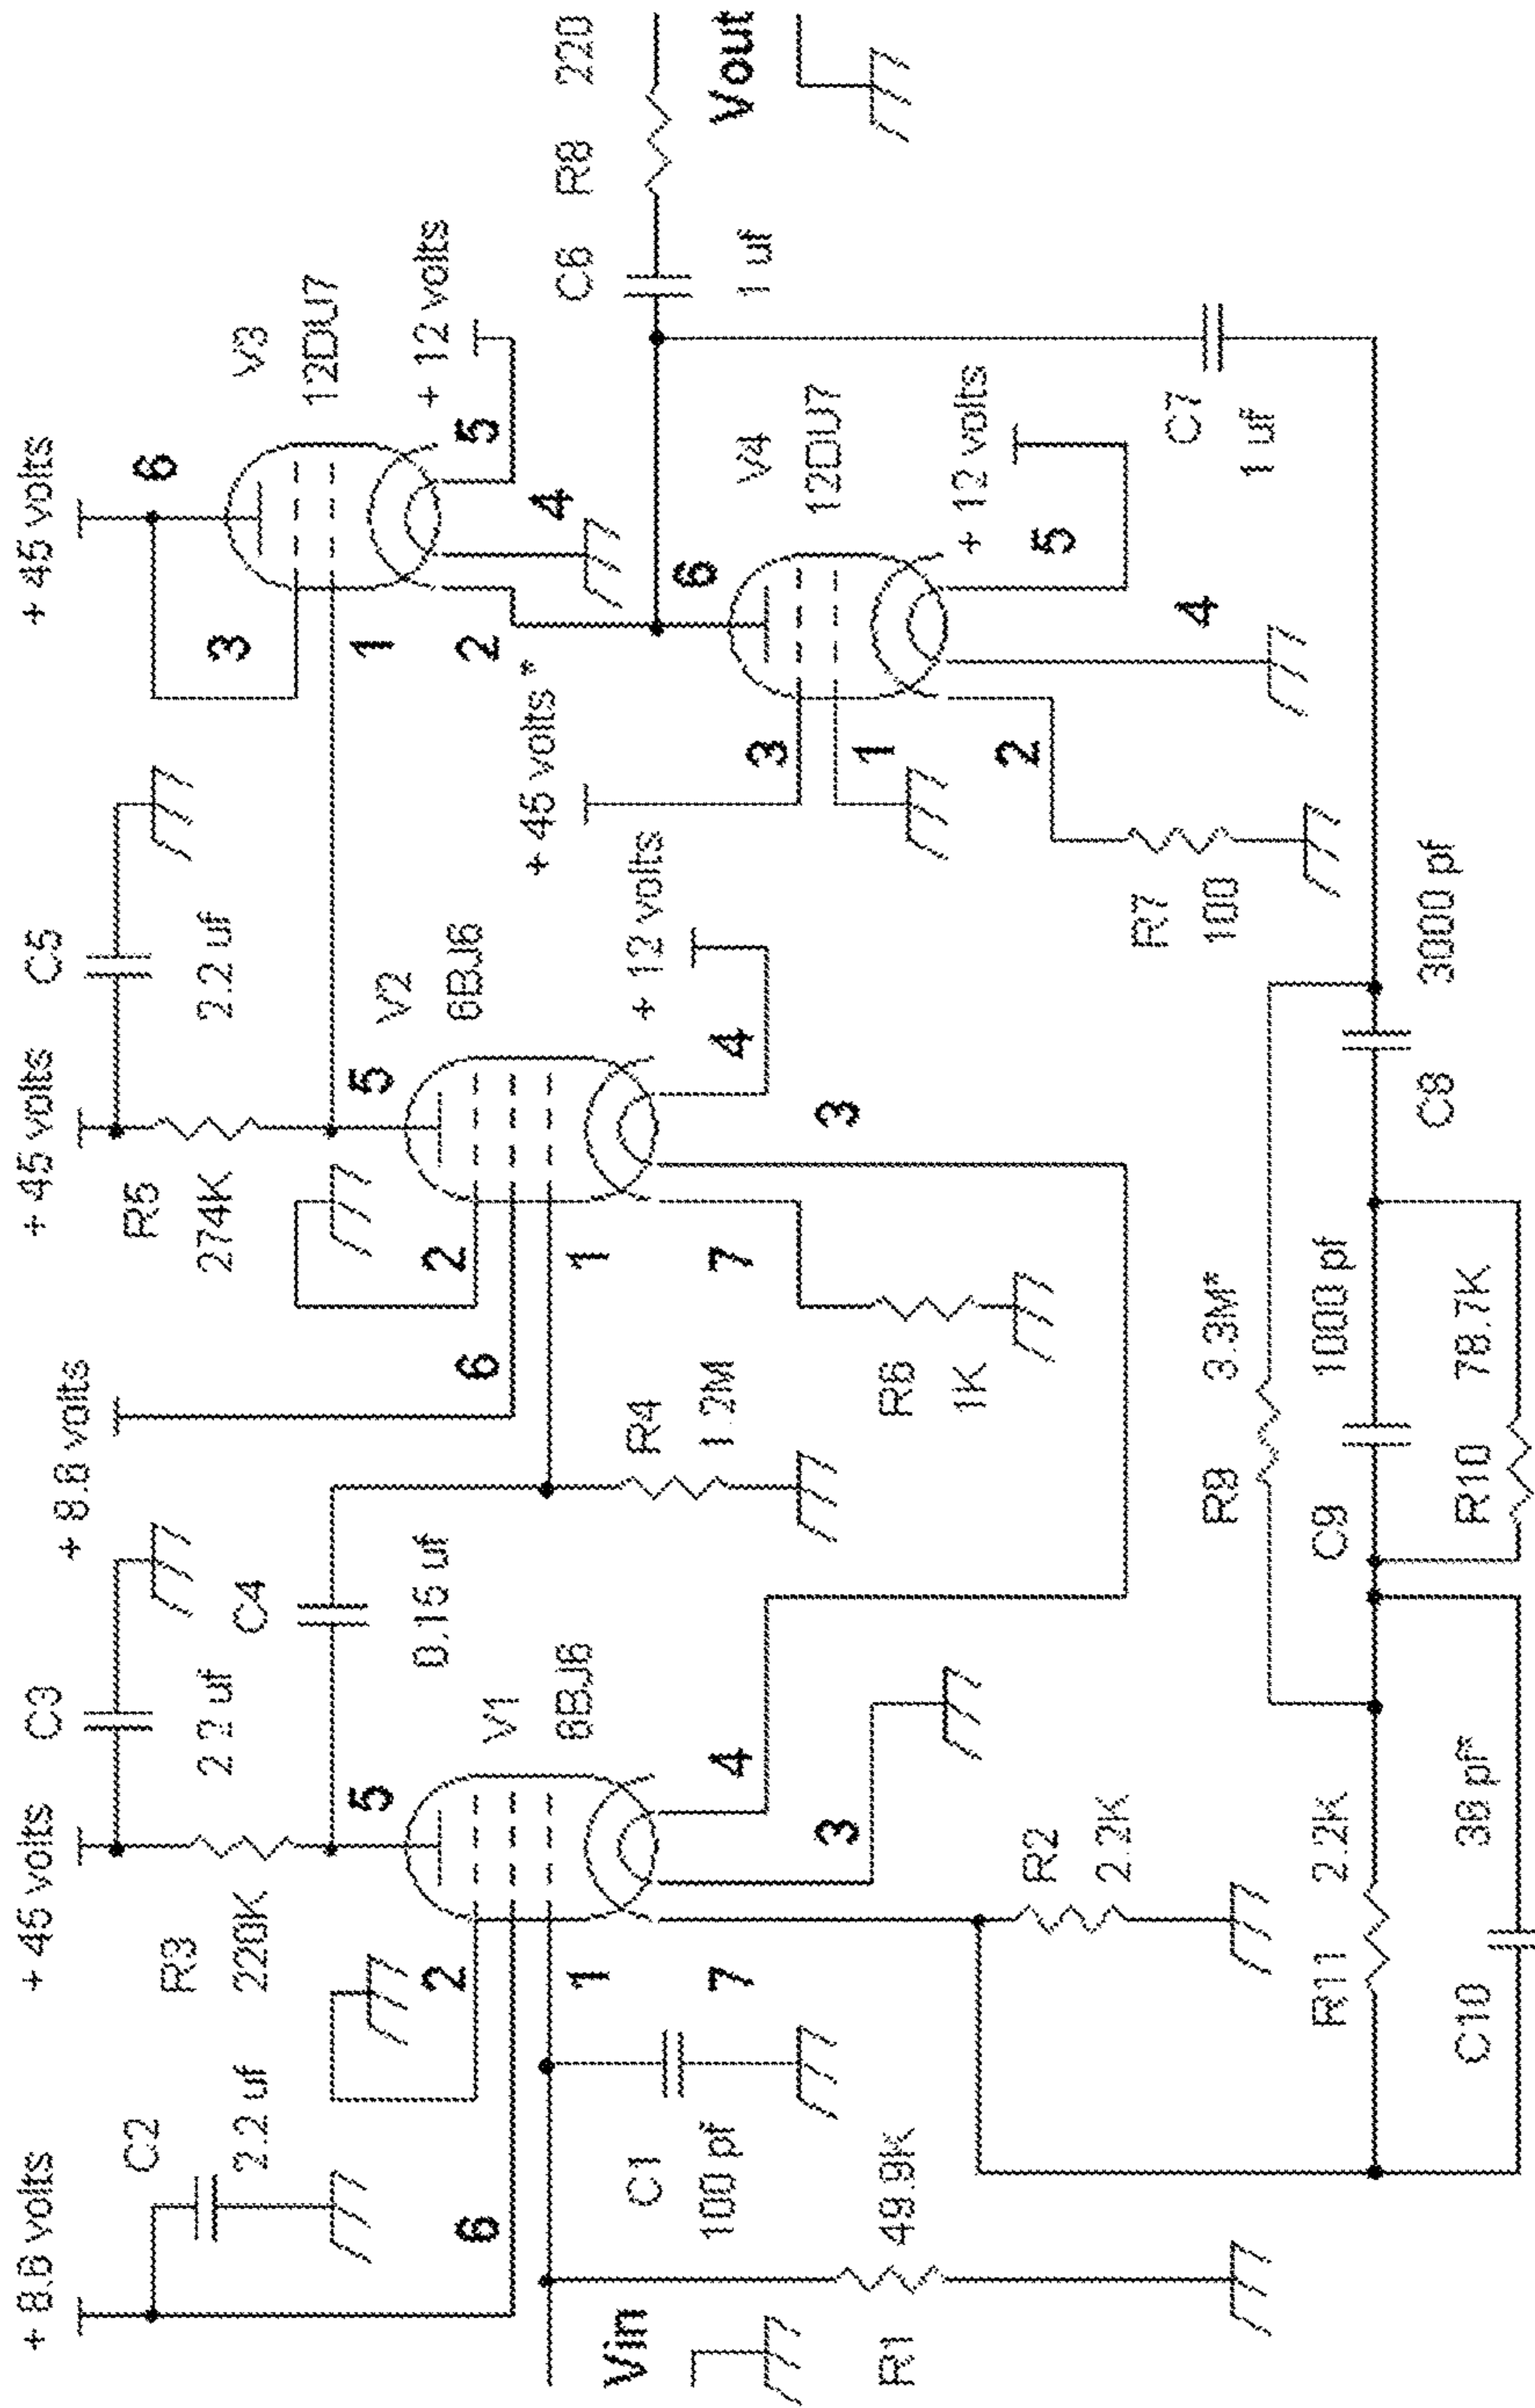 + 8.8 volts
C2
2.2 uf
+ 45 volts
C3
2.2 uf
R3
220K
+ 8.8 volts
C4
0.15 uf
+ 45 volts
C5
2.2 uf
R5
274K
+ 45 volts
V3
12DU7
+ 12 volts
6
3
1
2
5
4
Vin
6
2
1
5
7
4
3
V1
6BJ6
C1
100 pf
R1
49.9K
R2
2.2K
R4
1.2M
6
2
1
5
7
4
3
V2
6BJ6
+ 12 volts
R6
1K
+ 45 volts *
3
1
2
6
5
4
V4
12DU7
+ 12 volts
R7
100
C6
1 uf
R8
220
Vout
C7
1 uf
R9
3.3M*
R11
2.2K
C9
1000 pf
C8
3000 pf
C10
38 pf*
R10
78.7K